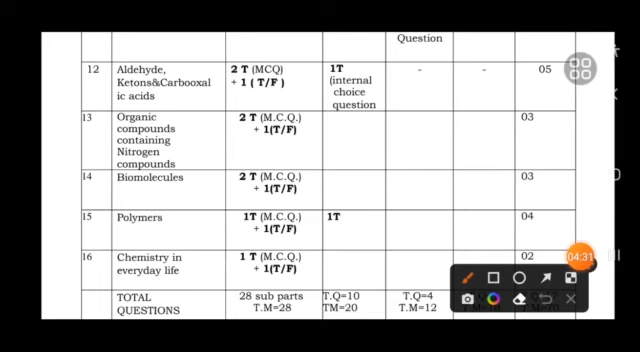 Question
12 Aldehyde, 2 T (MCQ) 1T - - 05
Ketons&Carbooxal + 1 ( T/F ) (internal
ic acids choice
question
13 Organic 2 T (M.C.Q.) 03
compounds + 1(T/F)
containing
Nitrogen
compounds
14 Biomolecules 2 T (M.C.Q.) 03
+ 1(T/F)
15 Polymers 1T (M.C.Q.) 1T 04
+ 1(T/F)
16 Chemistry in 1 T (M.C.Q.) 02
everyday life + 1(T/F)
04:31
TOTAL 28 sub parts T.Q=10 T.Q=4
QUESTIONS T.M=28 TM=20 T.M=12